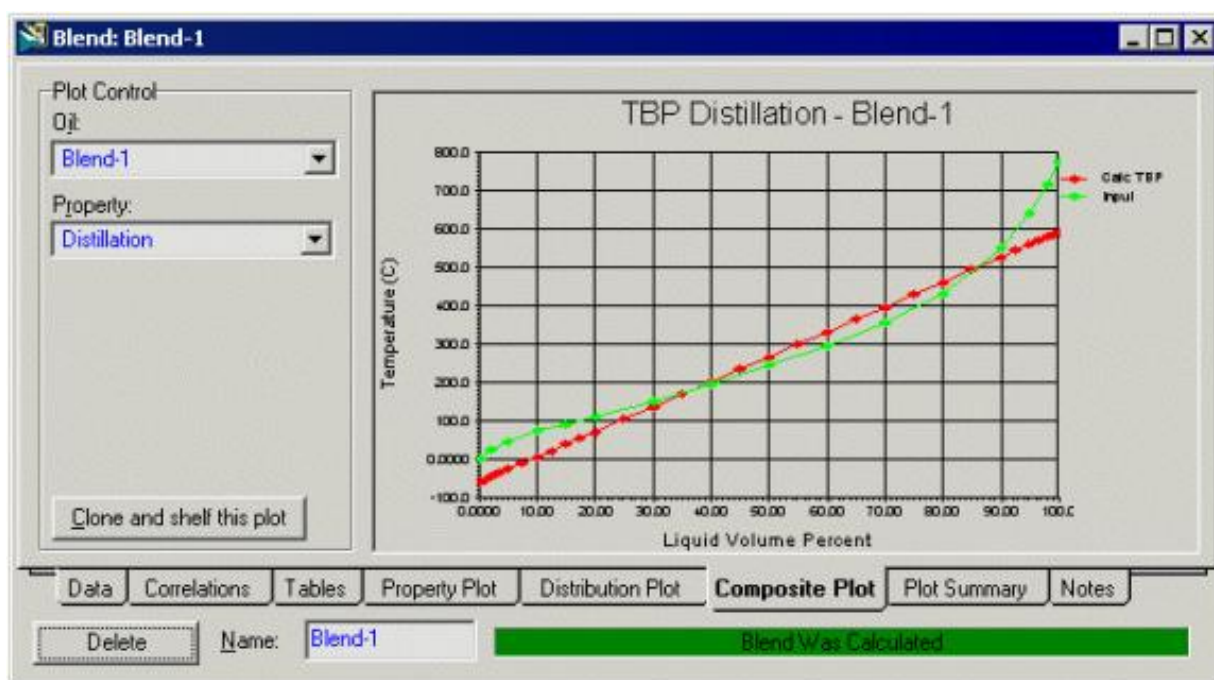 Blend: Blend-1
Plot Control
Oil:
Blend-1
Property:
Distillation
Clone and shelf this plot
TBP Distillation - Blend-1
Temperature (C)
800.0
700.0
600.0
500.0
400.0
300.0
200.0
100.0
0.0000
-100.0
0.0000 10.00 20.00 30.00 40.00 50.00 60.00 70.00 80.00 90.00 100.0
Liquid Volume Percent
Calc TBP
Input
Data Correlations Tables Property Plot Distribution Plot Composite Plot Plot Summary Notes
Delete Name: Blend-1 Blend Was Calculated